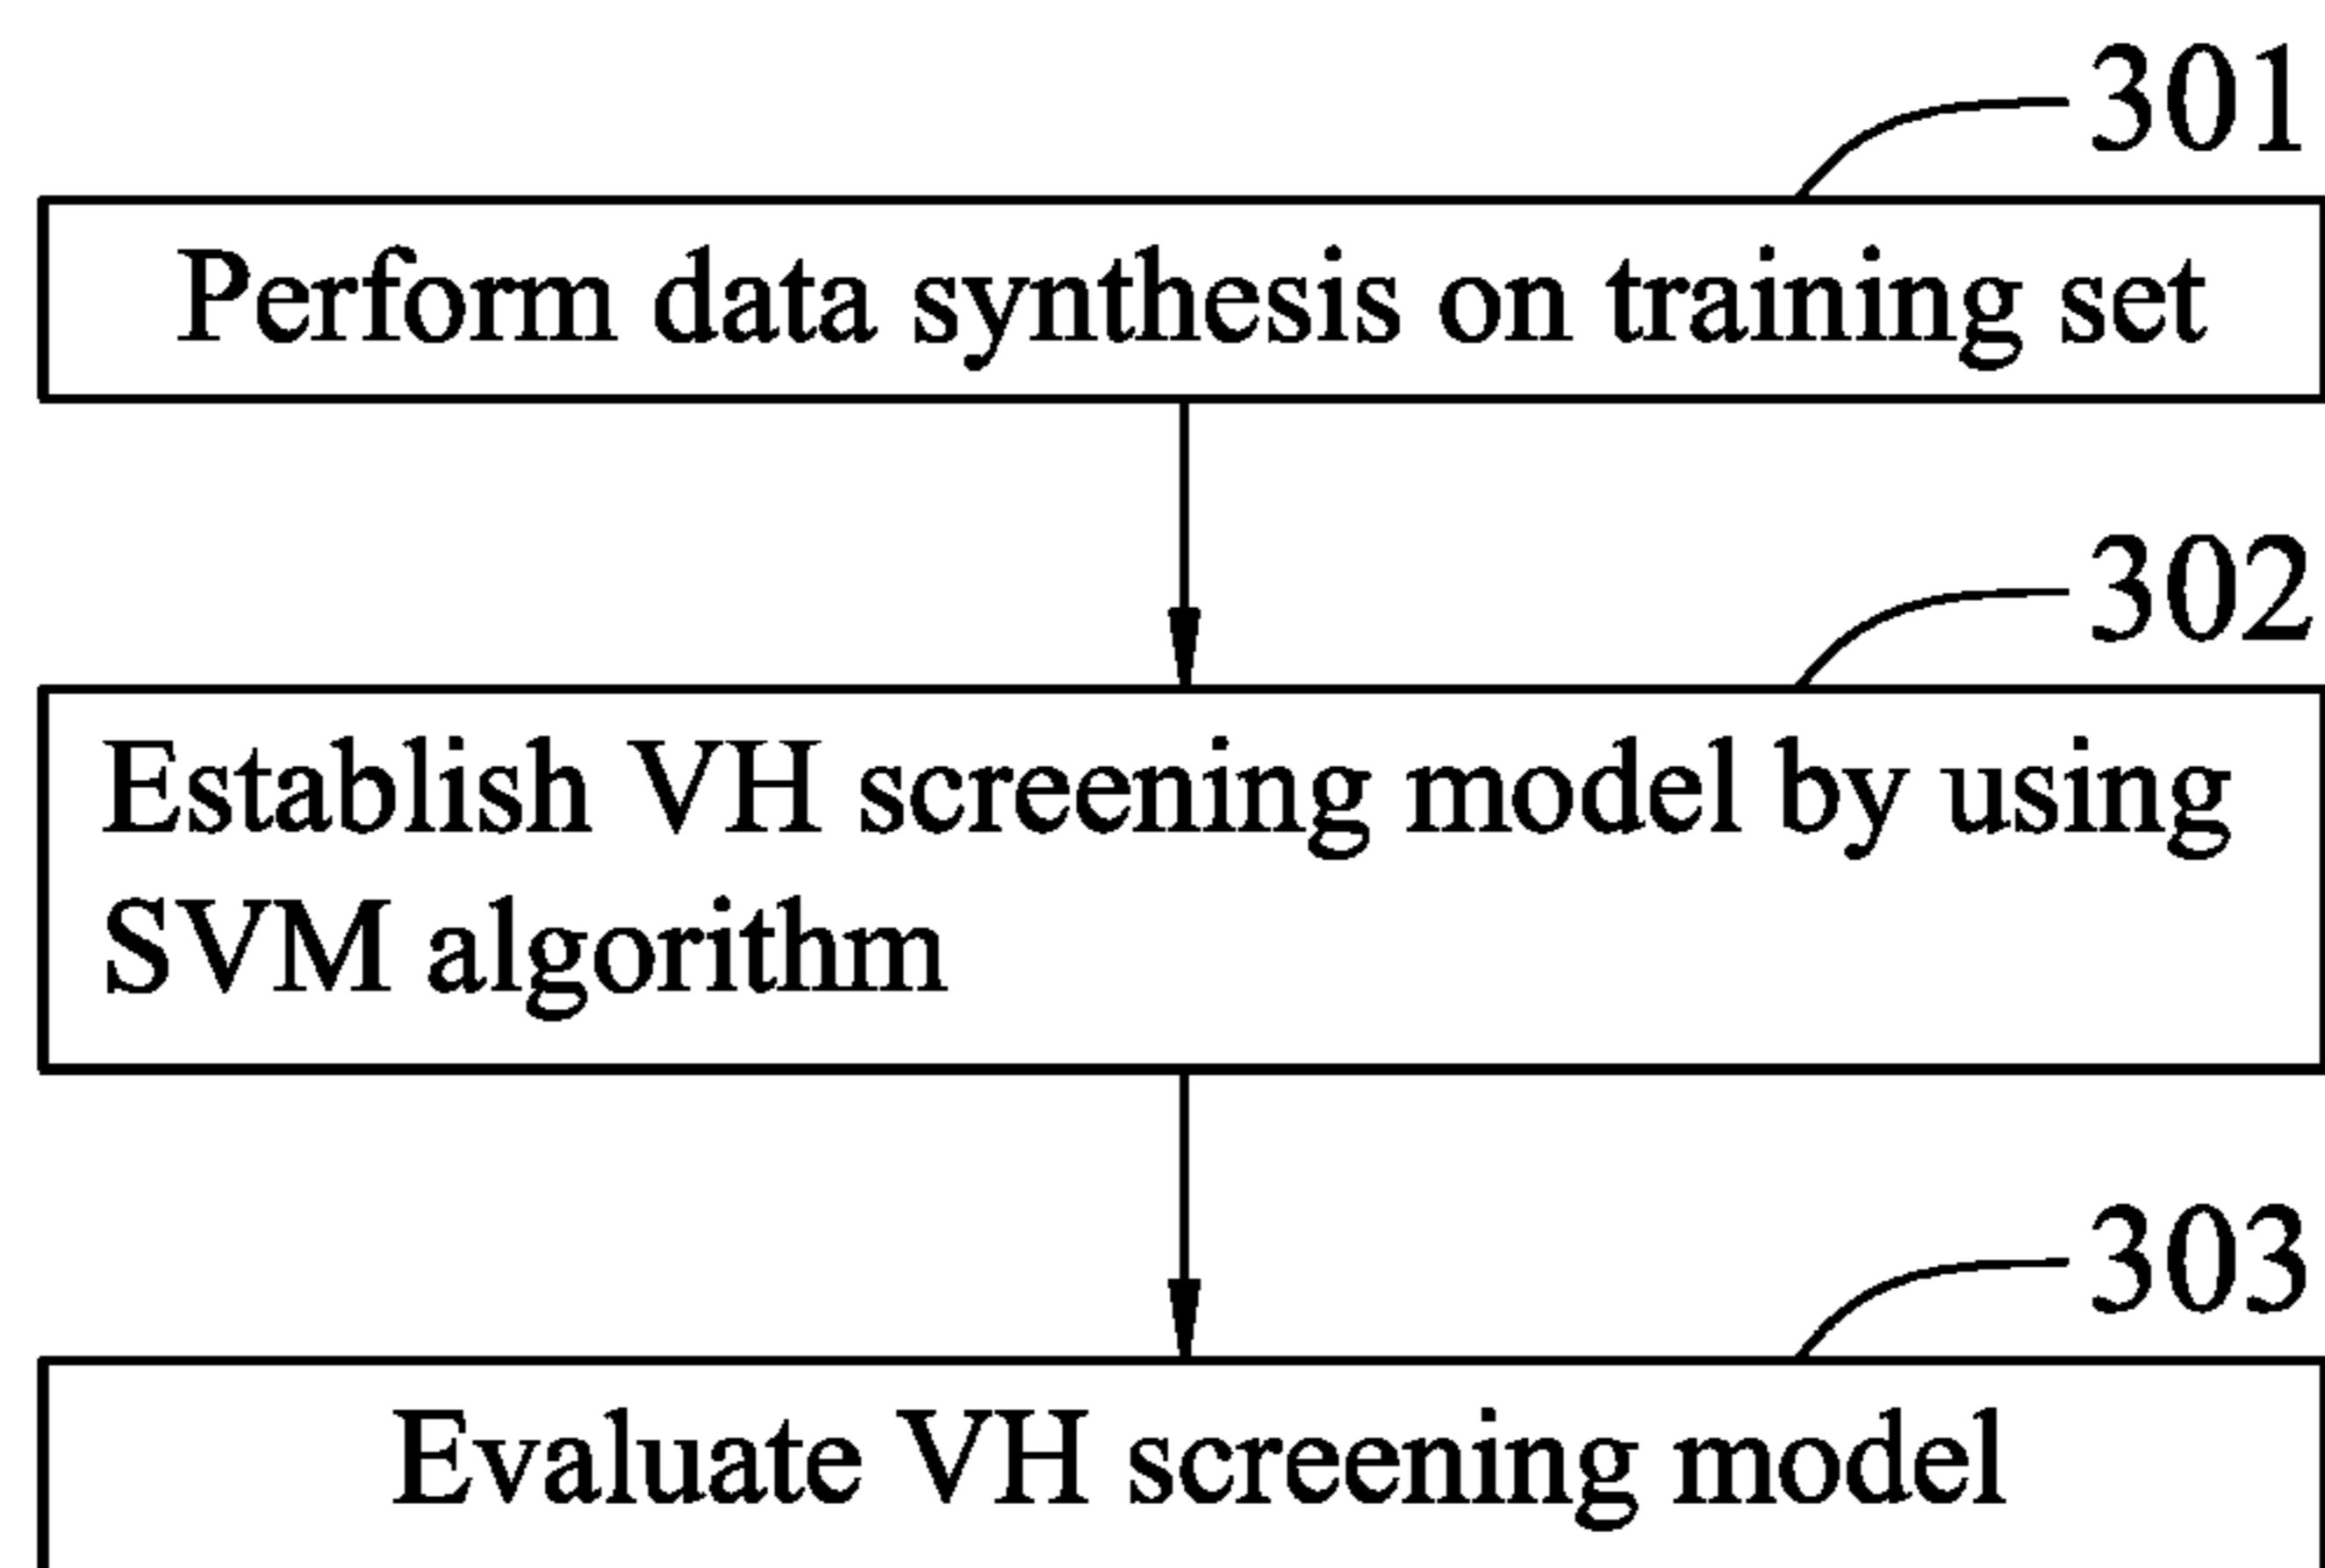 301
Perform data synthesis on training set
302
Establish VH screening model by using
SVM algorithm
303
Evaluate VH screening model